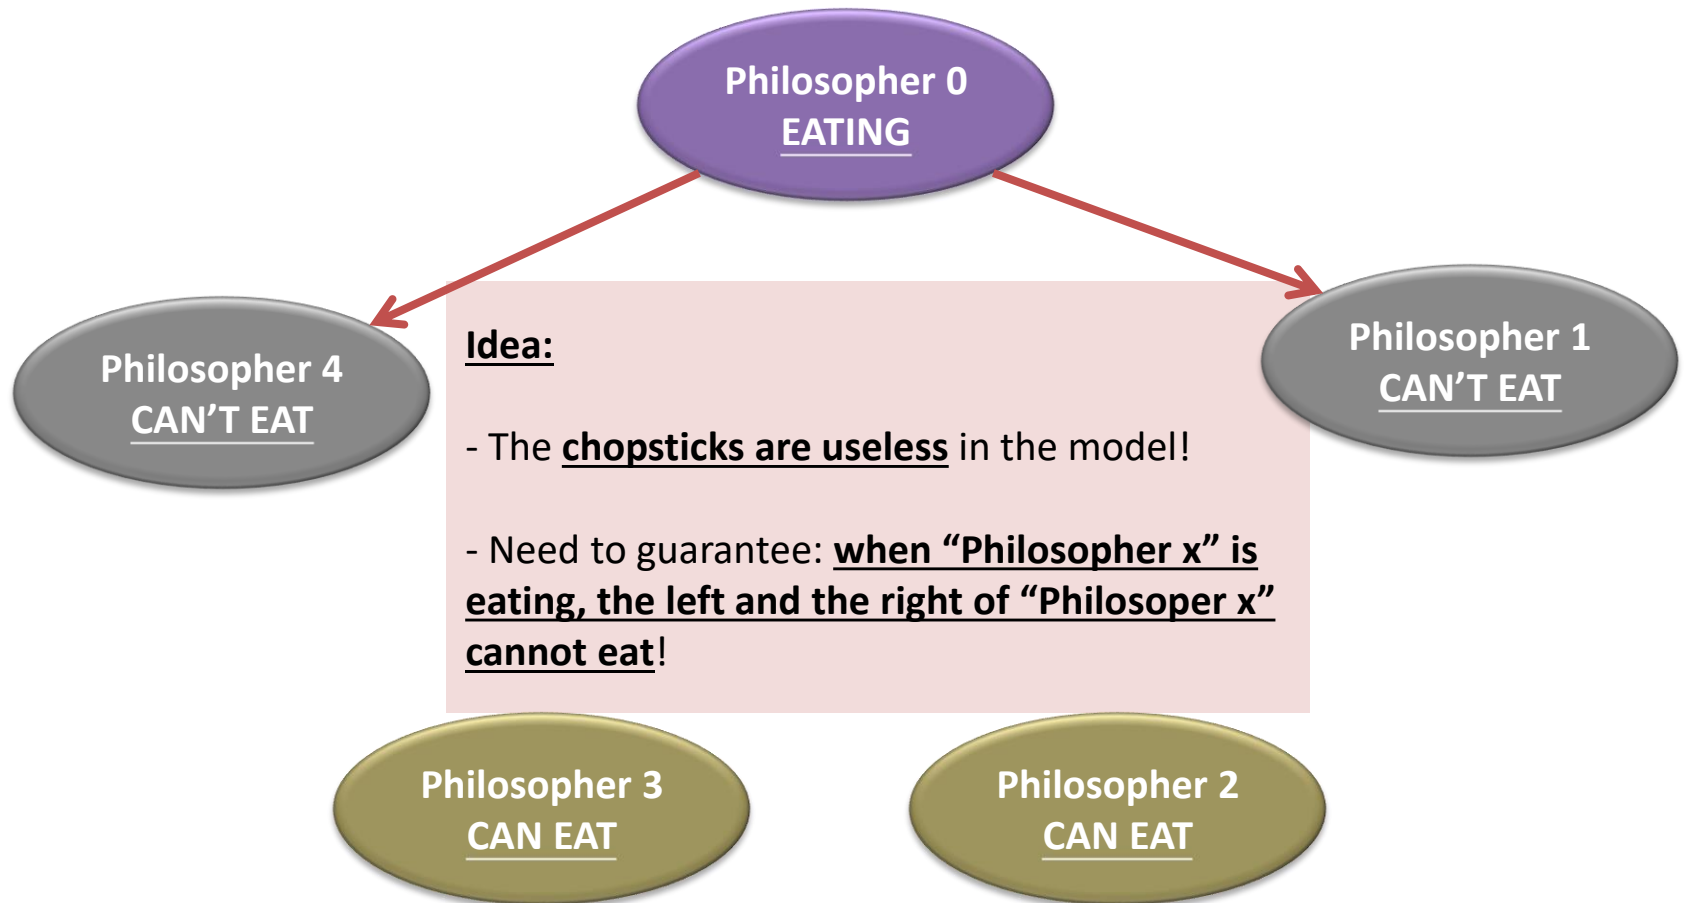 Philosopher 0
EATING
Philosopher 4
CAN’T EAT
Philosopher 1
CAN’T EAT
Idea:
- The chopsticks are useless in the model!
- Need to guarantee: when “Philosopher x” is
eating, the left and the right of “Philosoper x”
cannot eat!
Philosopher 3
CAN EAT
Philosopher 2
CAN EAT